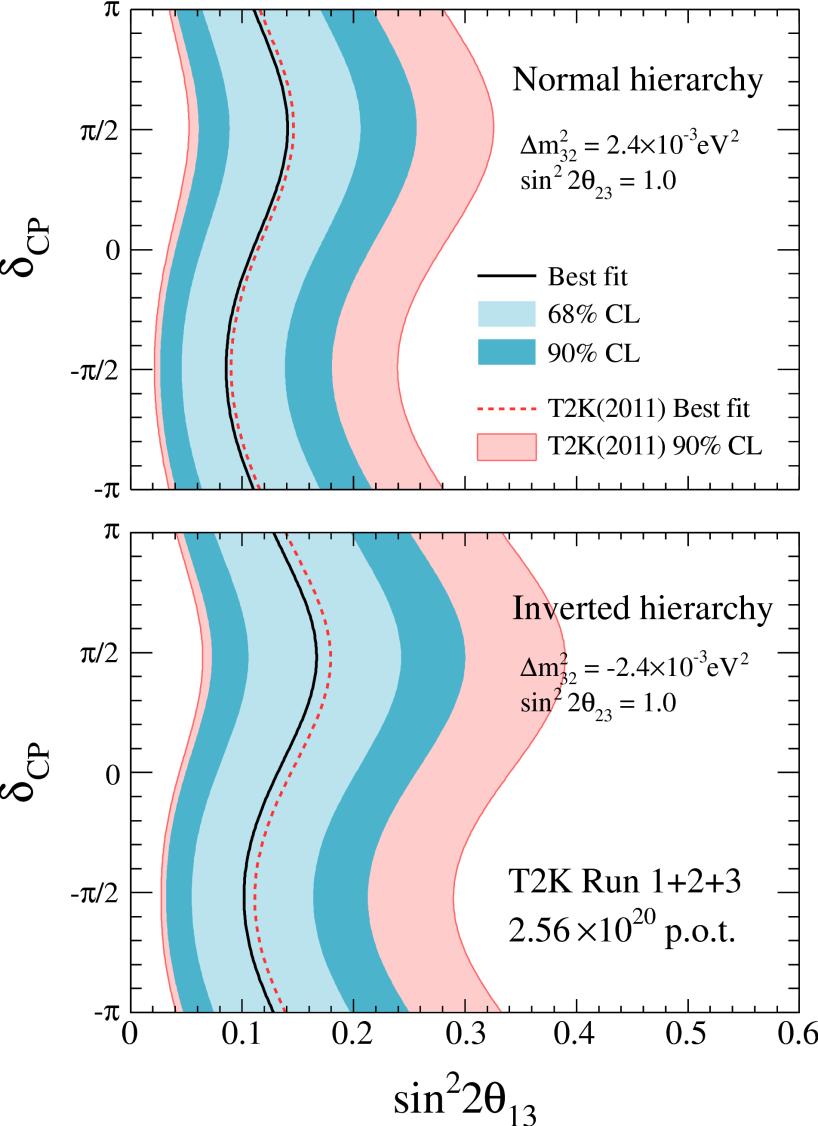 π
π/2
0
-π/2
-π
δCP
Normal hierarchy
Δm²32 = 2.4×10⁻³eV²
sin² 2θ23 = 1.0
Best fit
68% CL
90% CL
T2K(2011) Best fit
T2K(2011) 90% CL
π
π/2
0
-π/2
-π
δCP
Inverted hierarchy
Δm²32 = -2.4×10⁻³eV²
sin² 2θ23 = 1.0
T2K Run 1+2+3
2.56 ×10²⁰ p.o.t.
0 0.1 0.2 0.3 0.4 0.5 0.6
sin²2θ13